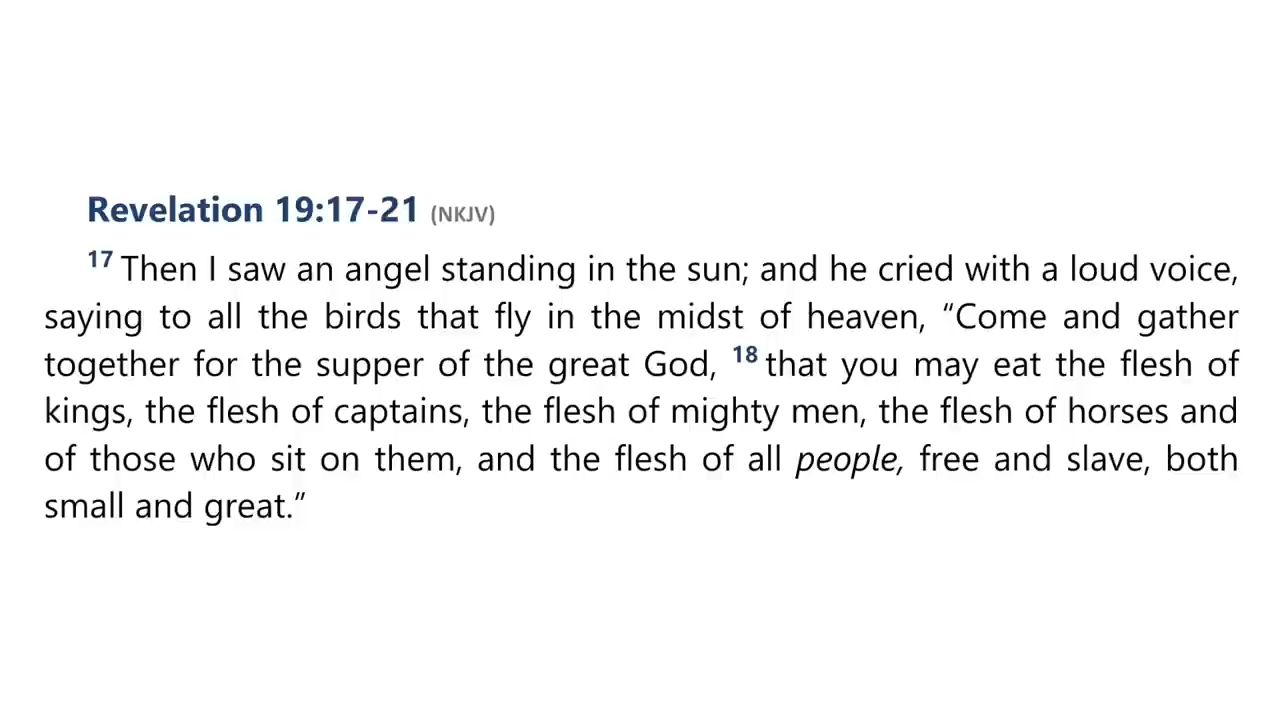 Revelation 19:17-21 (NKJV)
17 Then I saw an angel standing in the sun; and he cried with a loud voice,
saying to all the birds that fly in the midst of heaven, “Come and gather
together for the supper of the great God, 18 that you may eat the flesh of
kings, the flesh of captains, the flesh of mighty men, the flesh of horses and
of those who sit on them, and the flesh of all people, free and slave, both
small and great.”